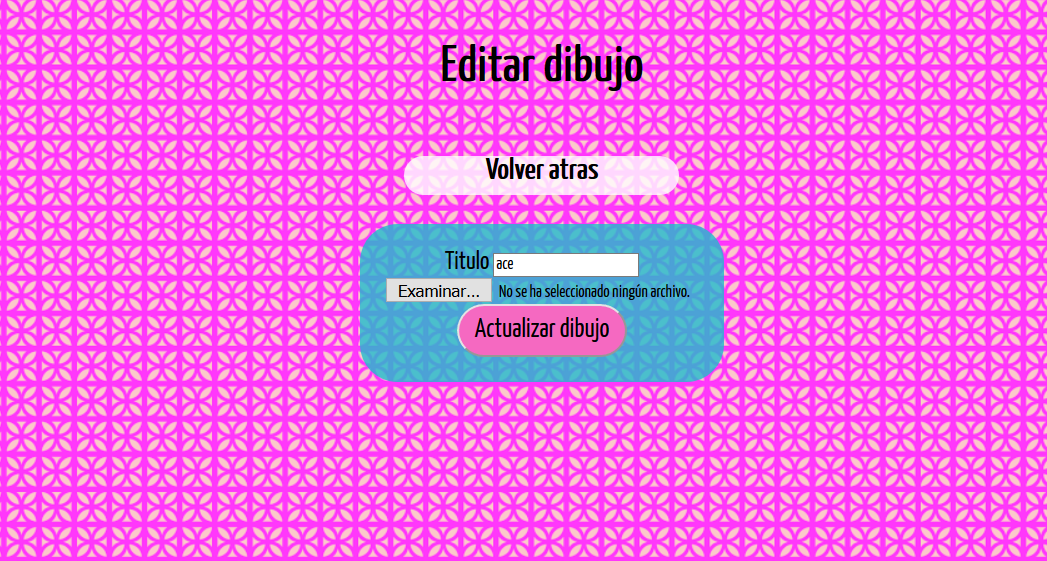 Editar dibujo
Volver atras
Titulo ace
Examinar... No se ha seleccionado ningún archivo.
Actualizar dibujo